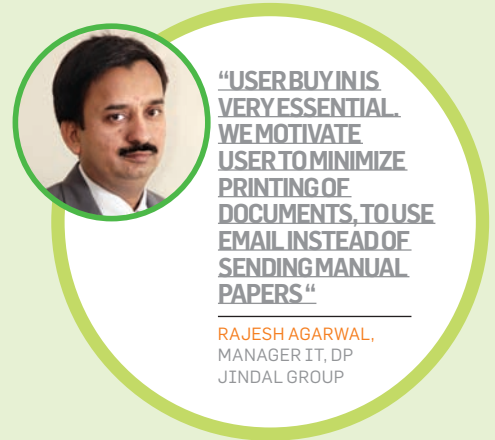 “USER BUY IN IS
VERY ESSENTIAL.
WE MOTIVATE
USER TO MINIMIZE
PRINTING OF
DOCUMENTS, TO USE
EMAIL INSTEAD OF
SENDING MANUAL
PAPERS “
RAJESH AGARWAL,
MANAGER IT, DP
JINDAL GROUP